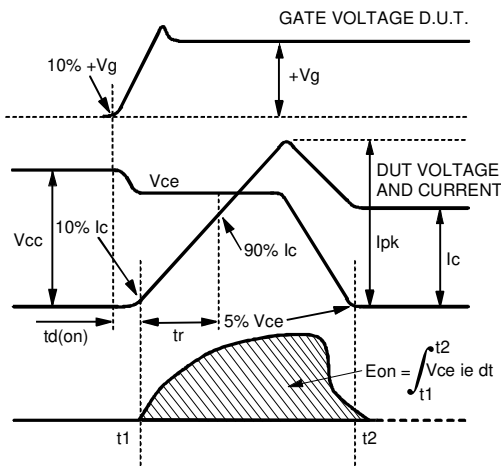 GATE VOLTAGE D.U.T.
10% +Vg
+Vg
Vce
DUT VOLTAGE
AND CURRENT
Vcc
10% Ic
90% Ic
Ipk
Ic
td(on)
tr
5% Vce
Eon = ∫ Vce ie dt
t2
t1
t1
t2